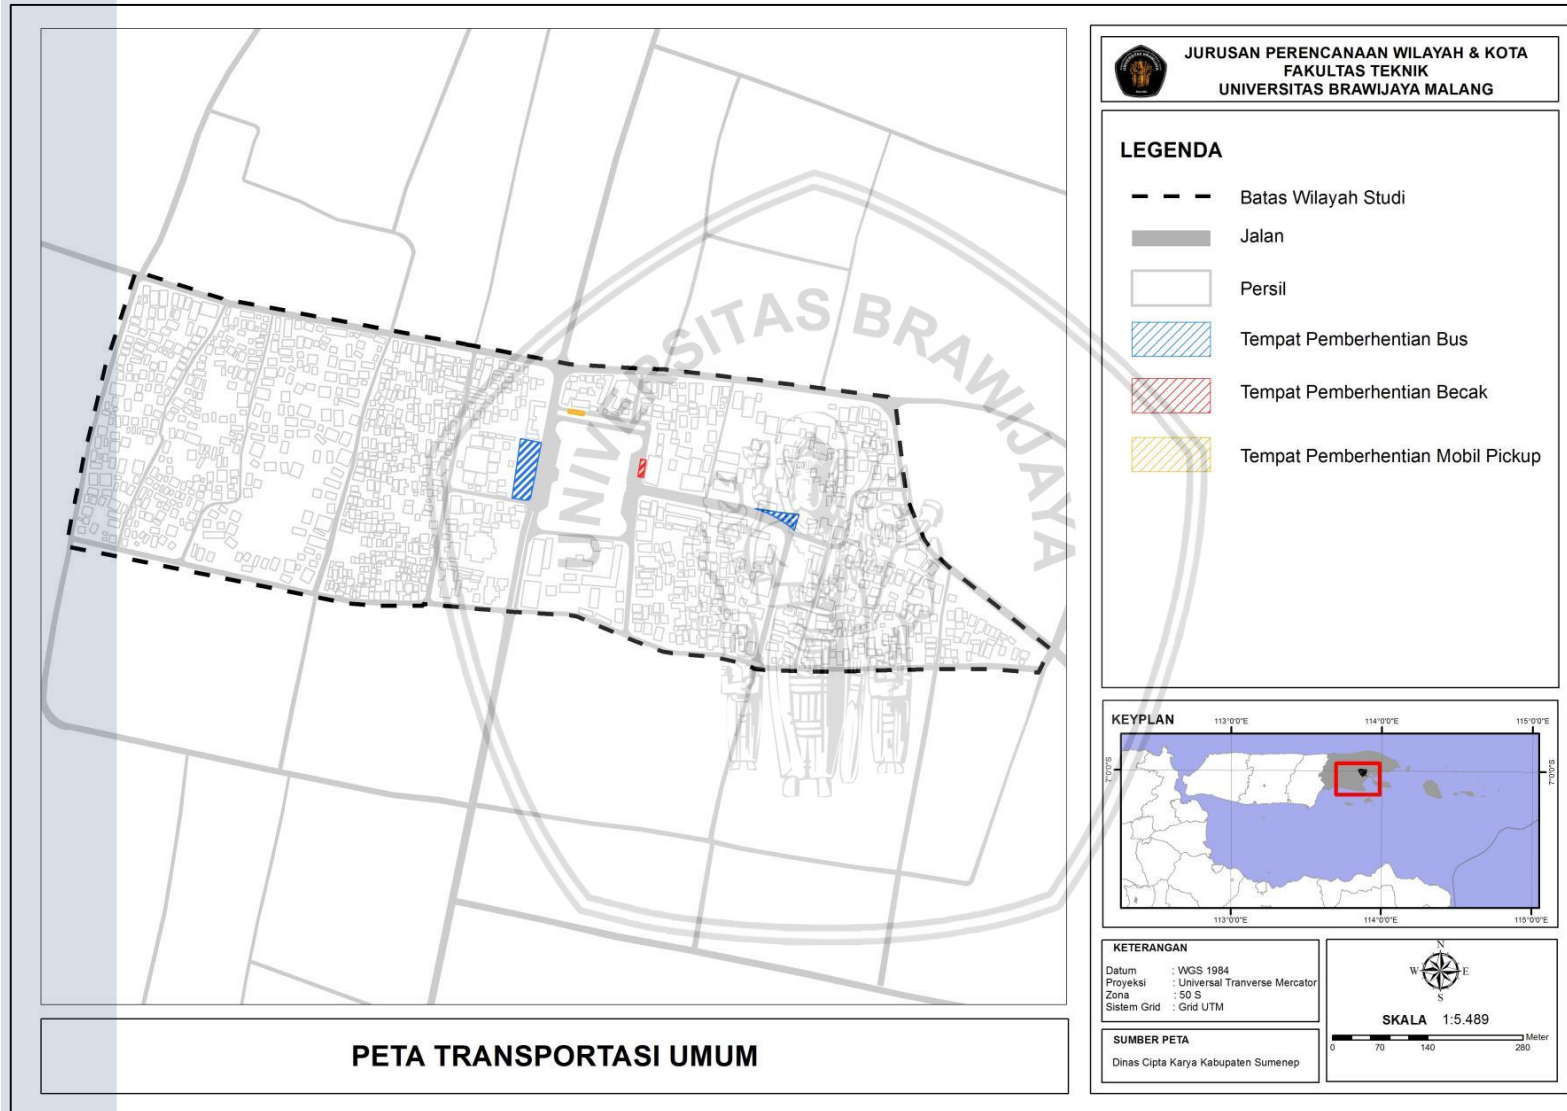 JURUSAN PERENCANAAN WILAYAH & KOTA
FAKULTAS TEKNIK
UNIVERSITAS BRAWIJAYA MALANG
LEGENDA
Batas Wilayah Studi
Jalan
Persil
Tempat Pemberhentian Bus
Tempat Pemberhentian Becak
Tempat Pemberhentian Mobil Pickup
UNIVERSITAS BRAWIJAYA
KEYPLAN
113°0'0"E 114°0'0"E 115°0'0"E
7°0'0"S 7°0'0"S
113°0'0"E 114°0'0"E 115°0'0"E
KETERANGAN
Datum : WGS 1984
Proyeksi : Universal Tranverse Mercator
Zona : 50 S
Sistem Grid : Grid UTM
SUMBER PETA
Dinas Cipta Karya Kabupaten Sumenep
N
W E
S
SKALA 1:5.489
Meter
0 70 140 280
PETA TRANSPORTASI UMUM